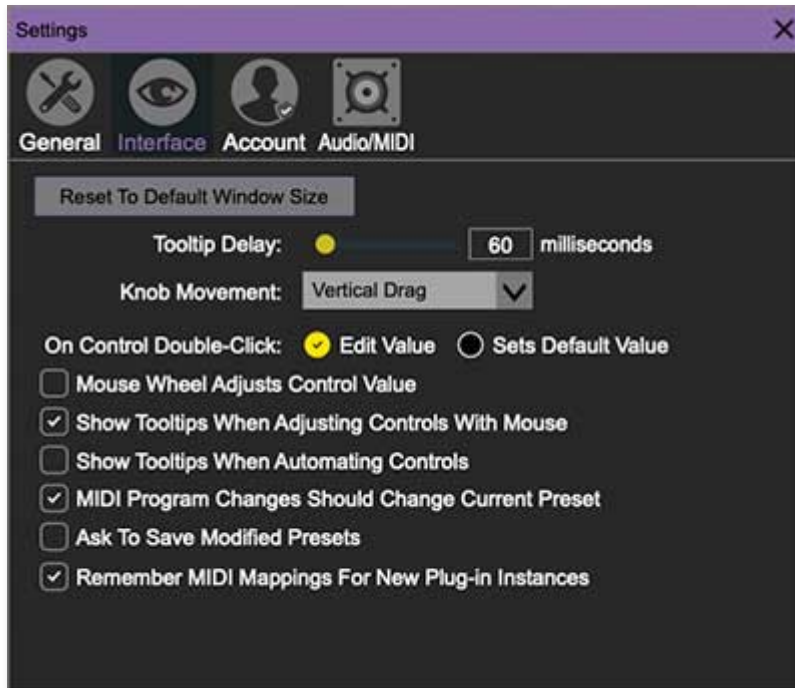 Settings
General Interface Account Audio/MIDI
Reset To Default Window Size
Tooltip Delay: 60 milliseconds
Knob Movement: Vertical Drag
On Control Double-Click: Edit Value Sets Default Value
Mouse Wheel Adjusts Control Value
Show Tooltips When Adjusting Controls With Mouse
Show Tooltips When Automating Controls
MIDI Program Changes Should Change Current Preset
Ask To Save Modified Presets
Remember MIDI Mappings For New Plug-in Instances